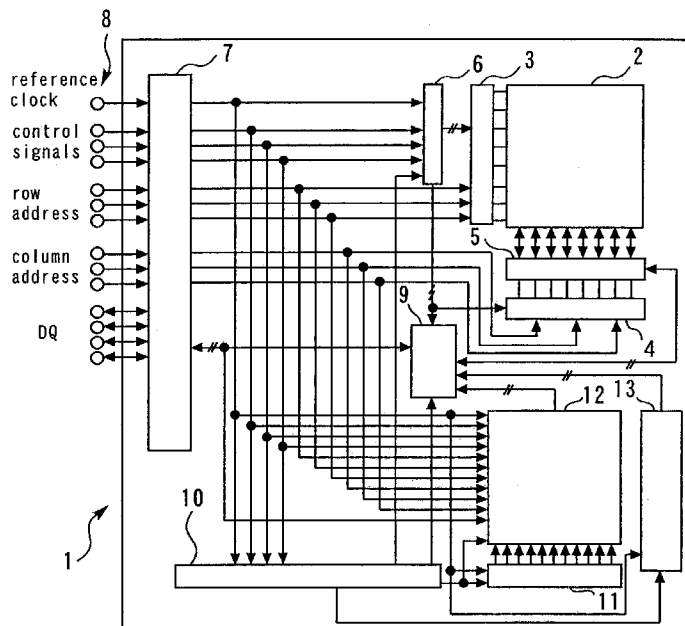 8
7
6
3
2
reference
clock
control
signals
row
address
column
address
5
9
DQ
4
12
13
10
1
11